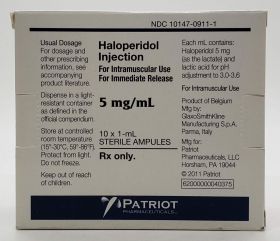 NDC 10147-0911-1
Usual Dosage
For dosage and
other prescribing
information, see
accompanying
product literature.
Dispense in a light-
resistant container
as defined in the
official compendium.
Store at controlled
room temperature
(15°-30°C, 59°-86°F).
Protect from light.
Do not freeze.
Keep out of reach
of children.
Haloperidol
Injection
For Intramuscular Use
For Immediate Release
5 mg/mL
10 x 1-mL
STERILE AMPULES
Rx only.
Each mL contains:
Haloperidol 5 mg
(as the lactate) and
lactic acid for pH
adjustment to 3.0-3.6
For Intramuscular Use
Product of Belgium
Mfg by:
GlaxoSmithKline
Manufacturing S.p.A.
Parma, Italy
Mfg for:
Patriot
Pharmaceuticals, LLC
Horsham, PA 19044
© 2011 Patriot
62000000040375
PATRIOT
PHARMACEUTICALS